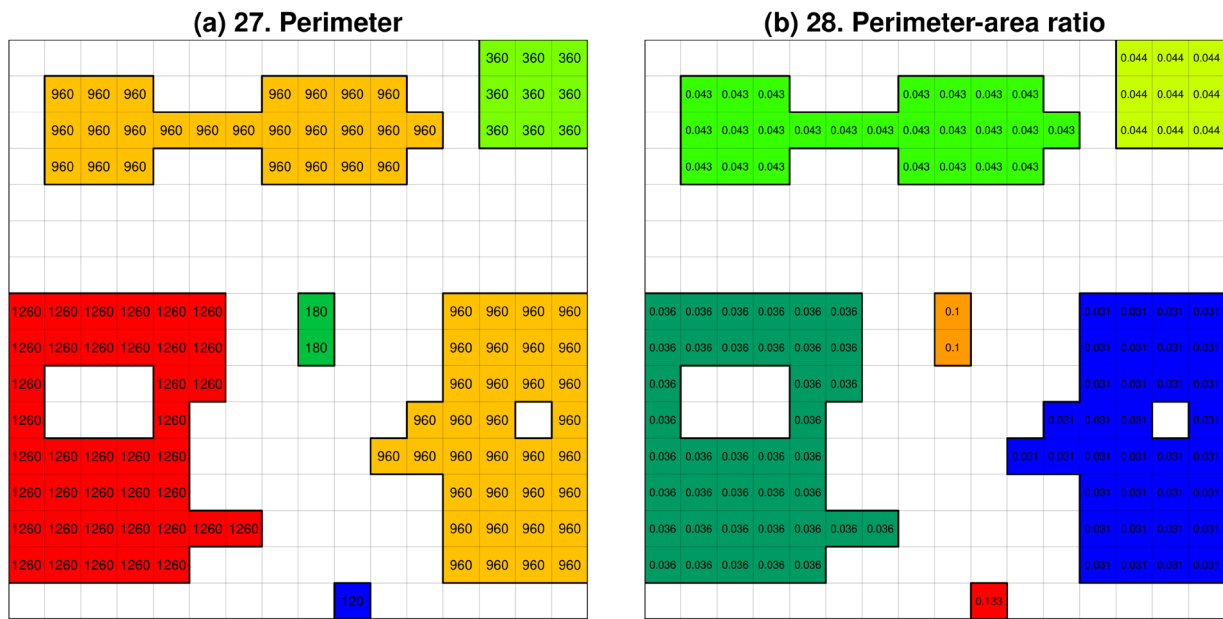 (a) 27. Perimeter
360 360 360
960 960 960 960 960 960 960 360 360 360
960 960 960 960 960 960 960 960 960 960 960 360 360 360
960 960 960 960 960 960 960
1260 1260 1260 1260 1260 1260 180 960 960 960 960
1260 1260 1260 1260 1260 1260 180 960 960 960 960
1260 1260 1260 960 960 960 960
1260 1260 960 960 960 960
1260 1260 1260 1260 1260 960 960 960 960 960 960
1260 1260 1260 1260 1260 960 960 960 960
1260 1260 1260 1260 1260 1260 1260 960 960 960 960
1260 1260 1260 1260 1260 960 960 960 960
120
(b) 28. Perimeter-area ratio
0.044 0.044 0.044
0.043 0.043 0.043 0.043 0.043 0.043 0.043 0.044 0.044 0.044
0.043 0.043 0.043 0.043 0.043 0.043 0.043 0.043 0.043 0.043 0.043 0.044 0.044 0.044
0.043 0.043 0.043 0.043 0.043 0.043 0.043
0.036 0.036 0.036 0.036 0.036 0.036 0.1 0.031 0.031 0.031 0.031
0.036 0.036 0.036 0.036 0.036 0.036 0.1 0.031 0.031 0.031 0.031
0.036 0.036 0.036 0.031 0.031 0.031 0.031
0.036 0.036 0.031 0.031 0.031 0.031
0.036 0.036 0.036 0.036 0.036 0.031 0.031 0.031 0.031 0.031 0.031
0.036 0.036 0.036 0.036 0.036 0.031 0.031 0.031 0.031
0.036 0.036 0.036 0.036 0.036 0.036 0.036 0.031 0.031 0.031 0.031
0.036 0.036 0.036 0.036 0.036 0.031 0.031 0.031 0.031
0.133